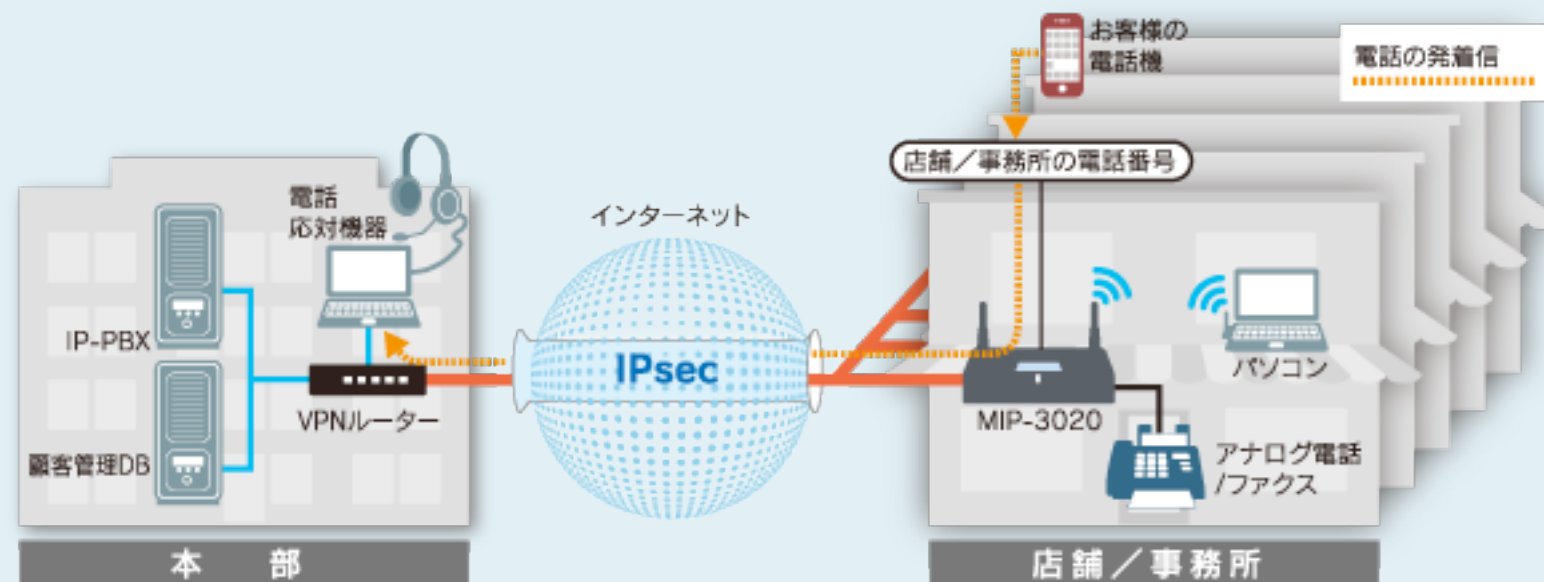 お客様の
電話機
電話の発着信
店舗／事務所の電話番号
電話
応対機器
インターネット
IP-PBX
IPsec
パソコン
VPNルーター
MIP-3020
顧客管理DB
アナログ電話
/ファクス
本部
店舗／事務所